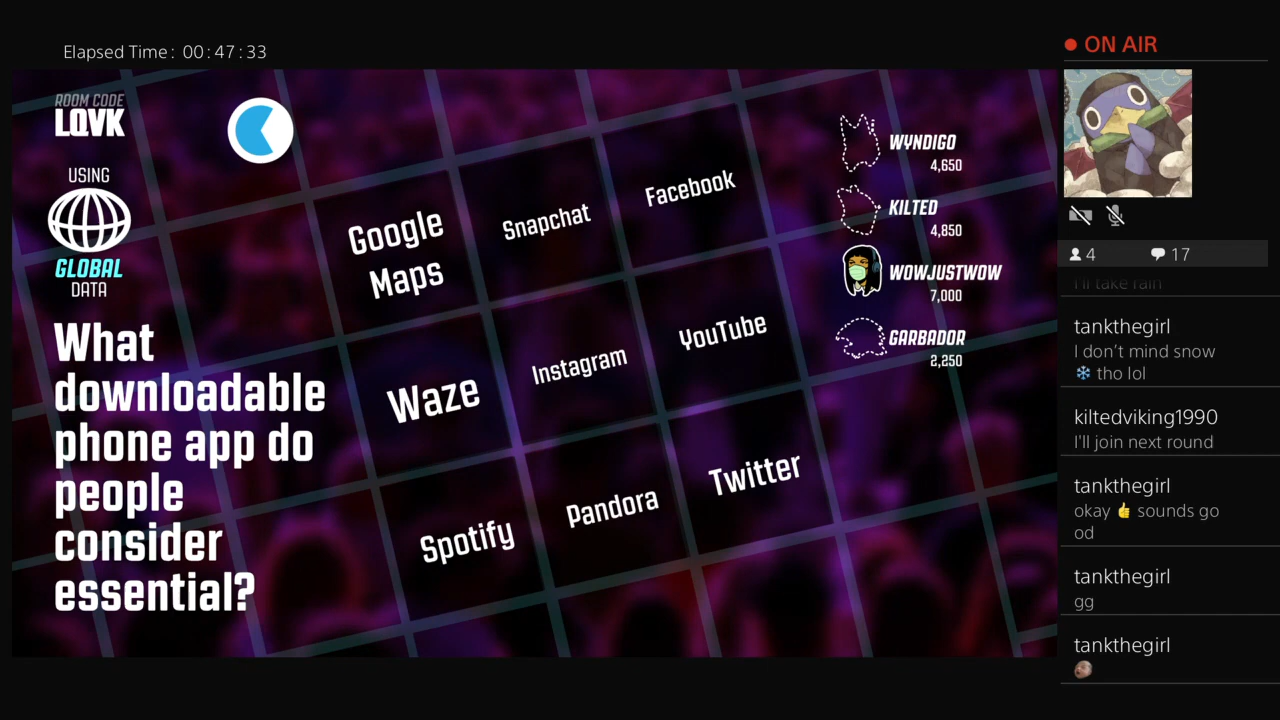 Elapsed Time: 00:47:33
ON AIR
ROOM CODE
LQVK
USING
GLOBAL
DATA
What
downloadable
phone app do
people
consider
essential?
Google
Maps
Snapchat
Facebook
Waze
Instagram
YouTube
Spotify
Pandora
Twitter
WYNDIGO
4,650
KILTED
4,850
WOWJUSTWOW
7,000
GARBADOR
2,250
4 17
I'll take rain
tankthegirl
I don’t mind snow
❄ tho lol
kiltedviking1990
I'll join next round
tankthegirl
okay 👍 sounds go
od
tankthegirl
gg
tankthegirl